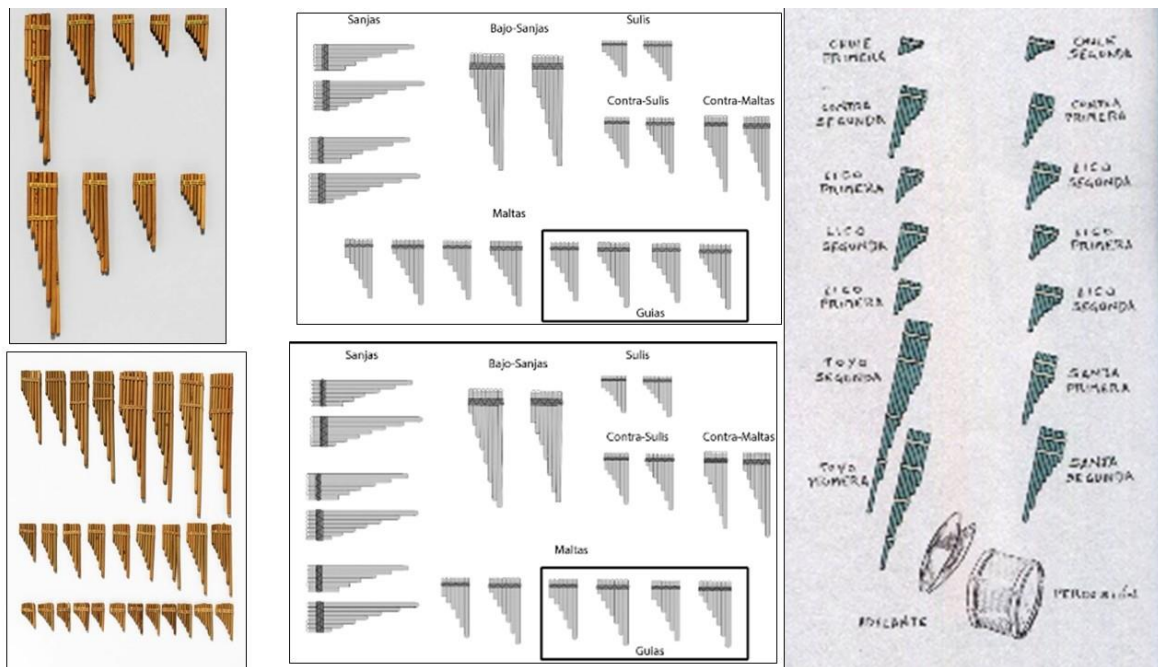 Sanjas
Bajo-Sanjas
Sulis
Contra-Sulis
Contra-Maltas
Maltas
Guias
Sanjas
Bajo-Sanjas
Sulis
Contra-Sulis
Contra-Maltas
Maltas
Guias
CHULE
PRIMERA
CONTRA
SEGUNDA
LICO
PRIMERA
LICO
SEGUNDA
LICO
PRIMERA
TOYO
SEGUNDA
TOYO
PRIMERA
CHULE
SEGUNDA
CONTRA
PRIMERA
LICO
SEGUNDA
LICO
PRIMERA
LICO
SEGUNDA
SANTA
PRIMERA
SANTA
SEGUNDA
PERCUSIÓN
ADELANTE